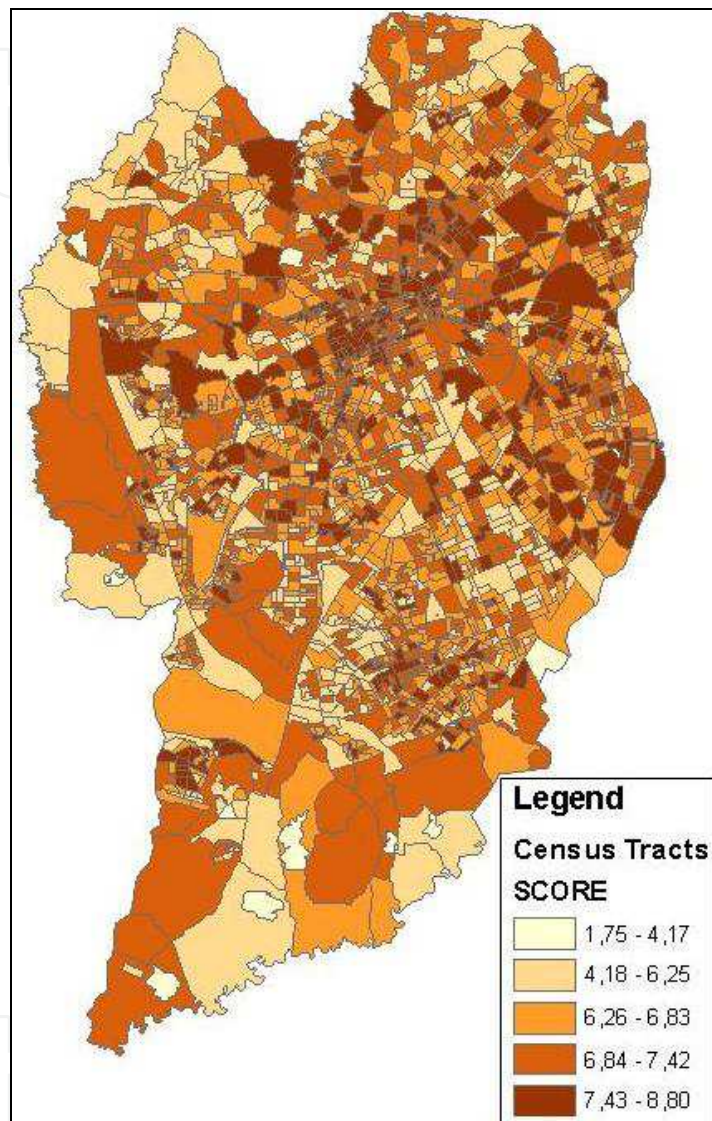 Legend
Census Tracts
SCORE
1,75 - 4,17
4,18 - 6,25
6,26 - 6,83
6,84 - 7,42
7,43 - 8,80